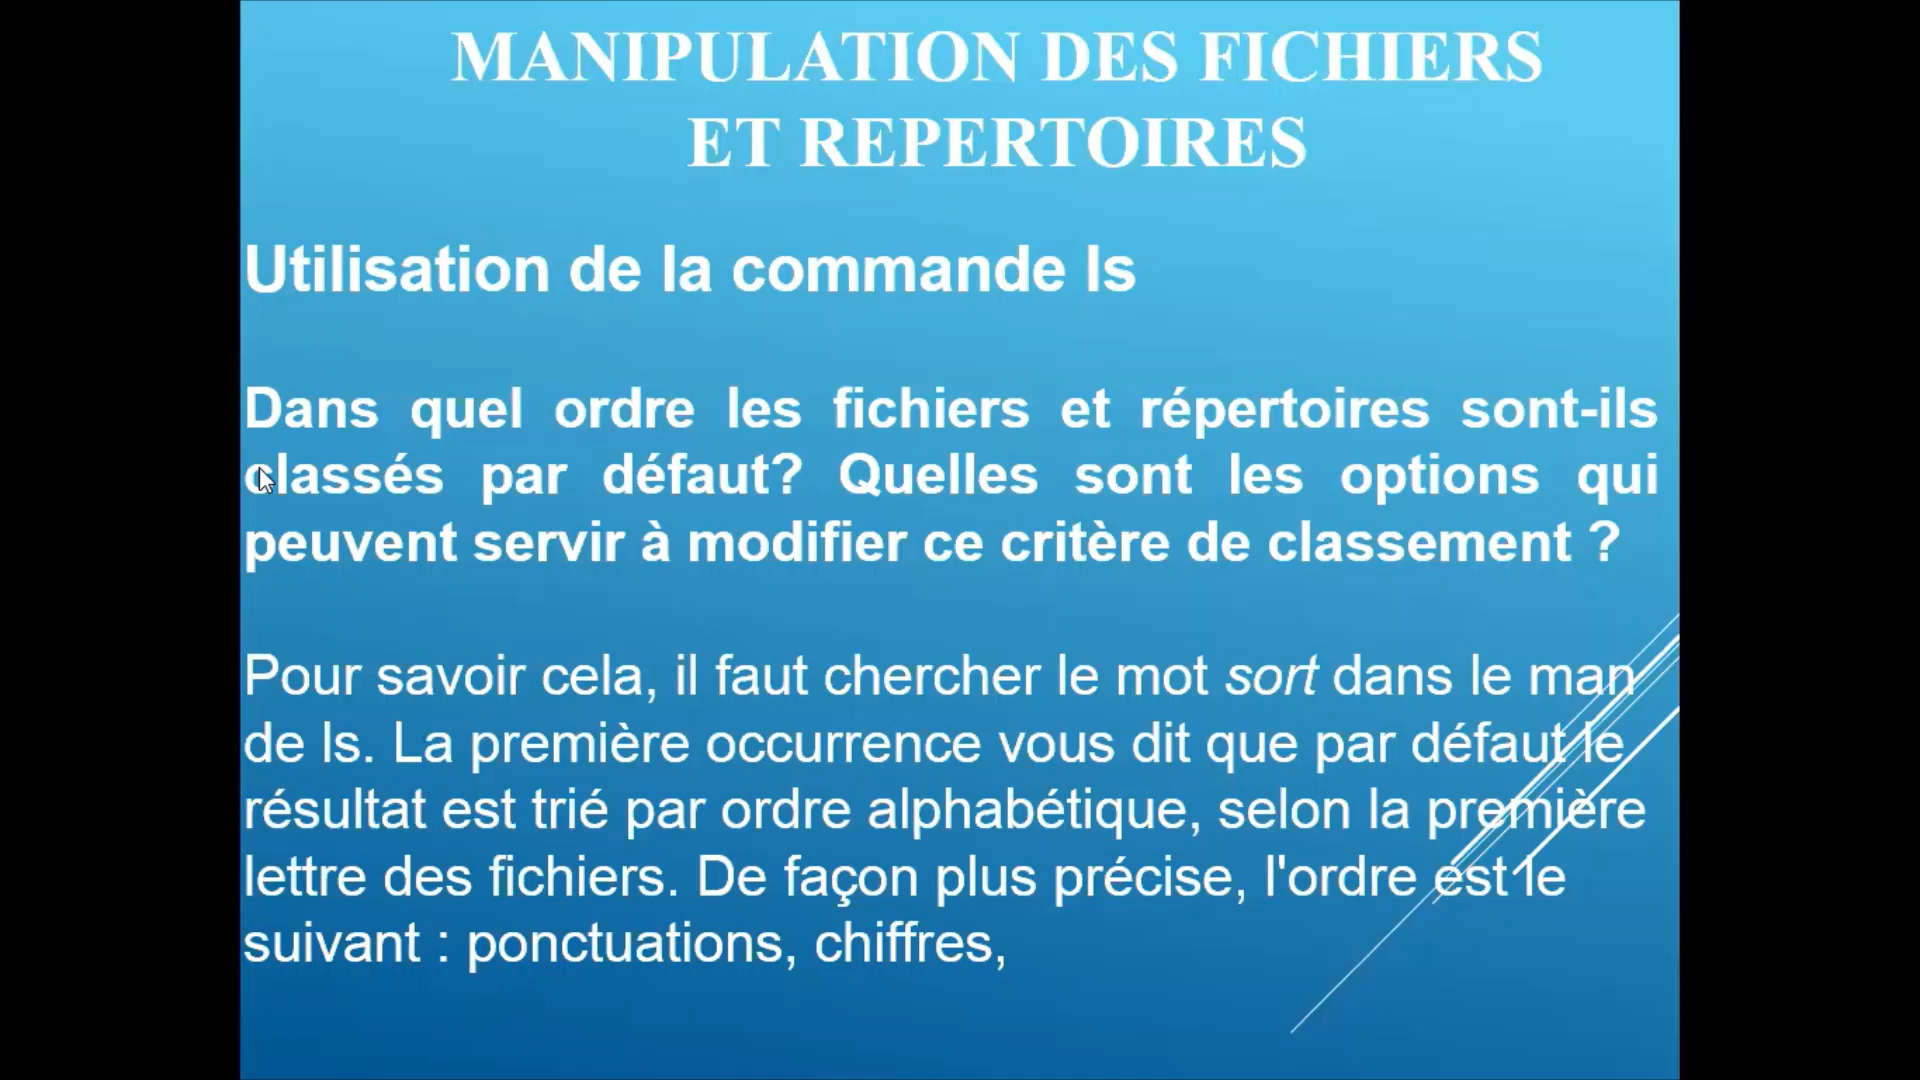 MANIPULATION DES FICHIERS
ET REPERTOIRES
Utilisation de la commande ls
Dans quel ordre les fichiers et répertoires sont-ils
classés par défaut? Quelles sont les options qui
peuvent servir à modifier ce critère de classement ?
Pour savoir cela, il faut chercher le mot sort dans le man
de ls. La première occurrence vous dit que par défaut le
résultat est trié par ordre alphabétique, selon la première
lettre des fichiers. De façon plus précise, l'ordre est le
suivant : ponctuations, chiffres,